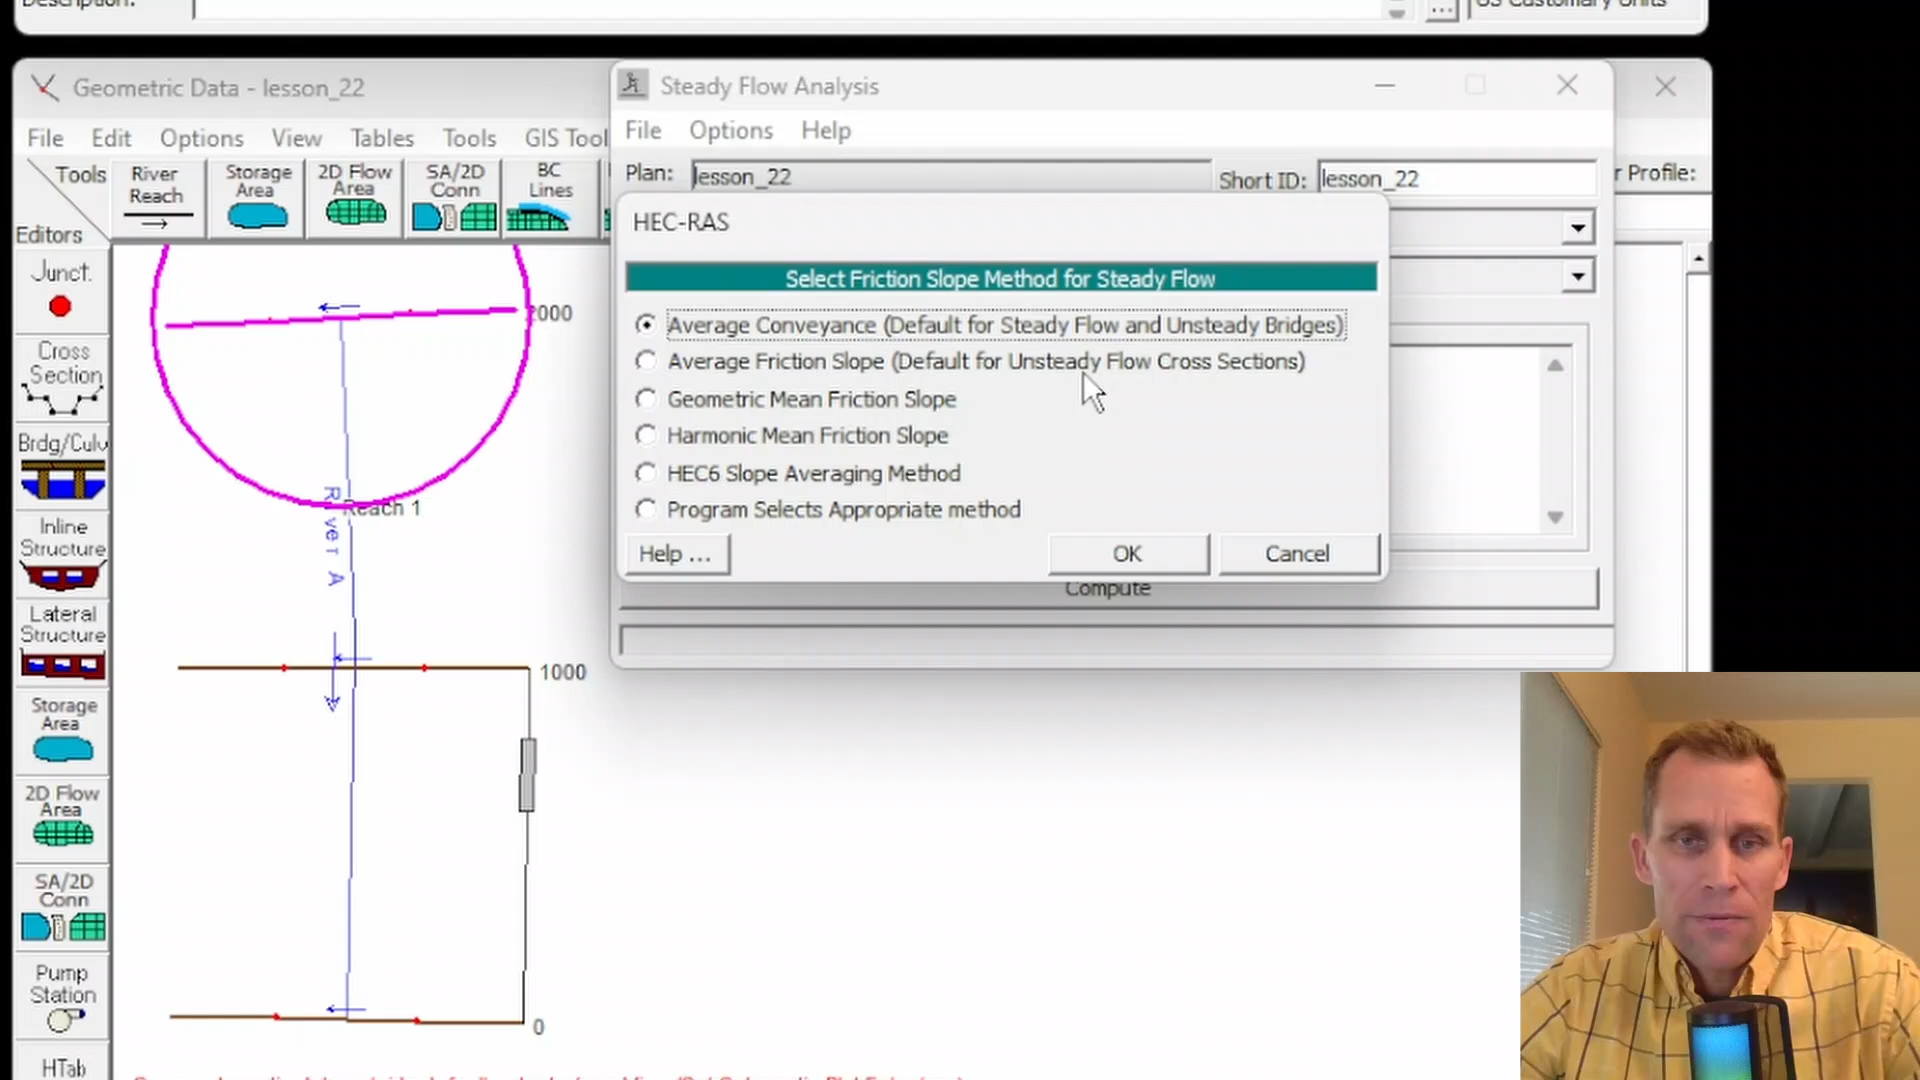 Description:
US Customary Units
Geometric Data - lesson_22
File Edit Options View Tables Tools GIS Tool
Tools
River Reach
Storage Area
2D Flow Area
SA/2D Conn
BC Lines
Editors
Junct.
Cross Section
Brdg/Culv
Inline Structure
Lateral Structure
Storage Area
2D Flow Area
SA/2D Conn
Pump Station
HTab
2000
Reach 1
River A
1000
0
Steady Flow Analysis
File Options Help
Plan: lesson_22
Short ID: lesson_22
r Profile:
HEC-RAS
Select Friction Slope Method for Steady Flow
Average Conveyance (Default for Steady Flow and Unsteady Bridges)
Average Friction Slope (Default for Unsteady Flow Cross Sections)
Geometric Mean Friction Slope
Harmonic Mean Friction Slope
HEC6 Slope Averaging Method
Program Selects Appropriate method
Help ...
OK
Cancel
Compute